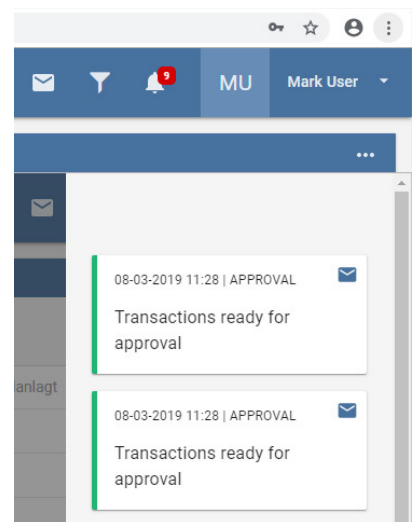 9
MU Mark User
08-03-2019 11:28 | APPROVAL
Transactions ready for
approval
lanlagt
08-03-2019 11:28 | APPROVAL
Transactions ready for
approval